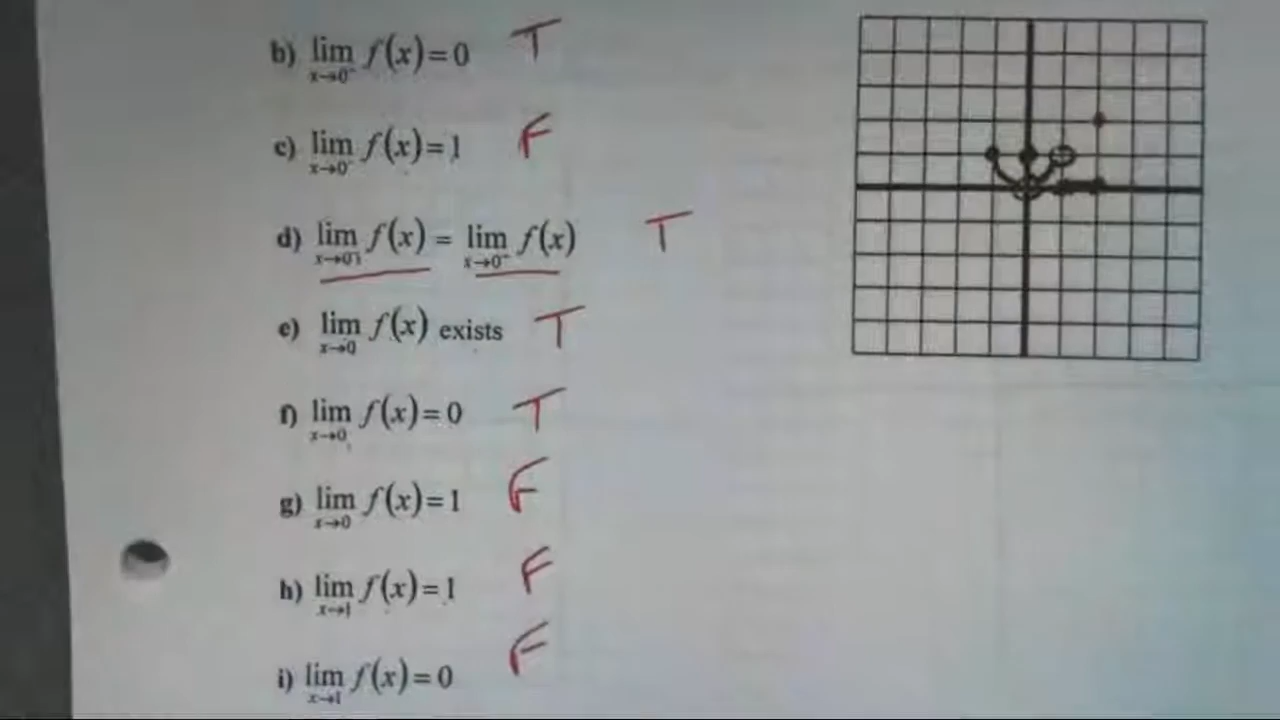 b) lim x→0⁻ f(x) = 0 T
c) lim x→0⁻ f(x) = 1 F
d) lim x→0⁺ f(x) = lim x→0⁻ f(x) T
e) lim x→0 f(x) exists T
f) lim x→0 f(x) = 0 T
g) lim x→0 f(x) = 1 F
h) lim x→1 f(x) = 1 F
i) lim x→1 f(x) = 0 F